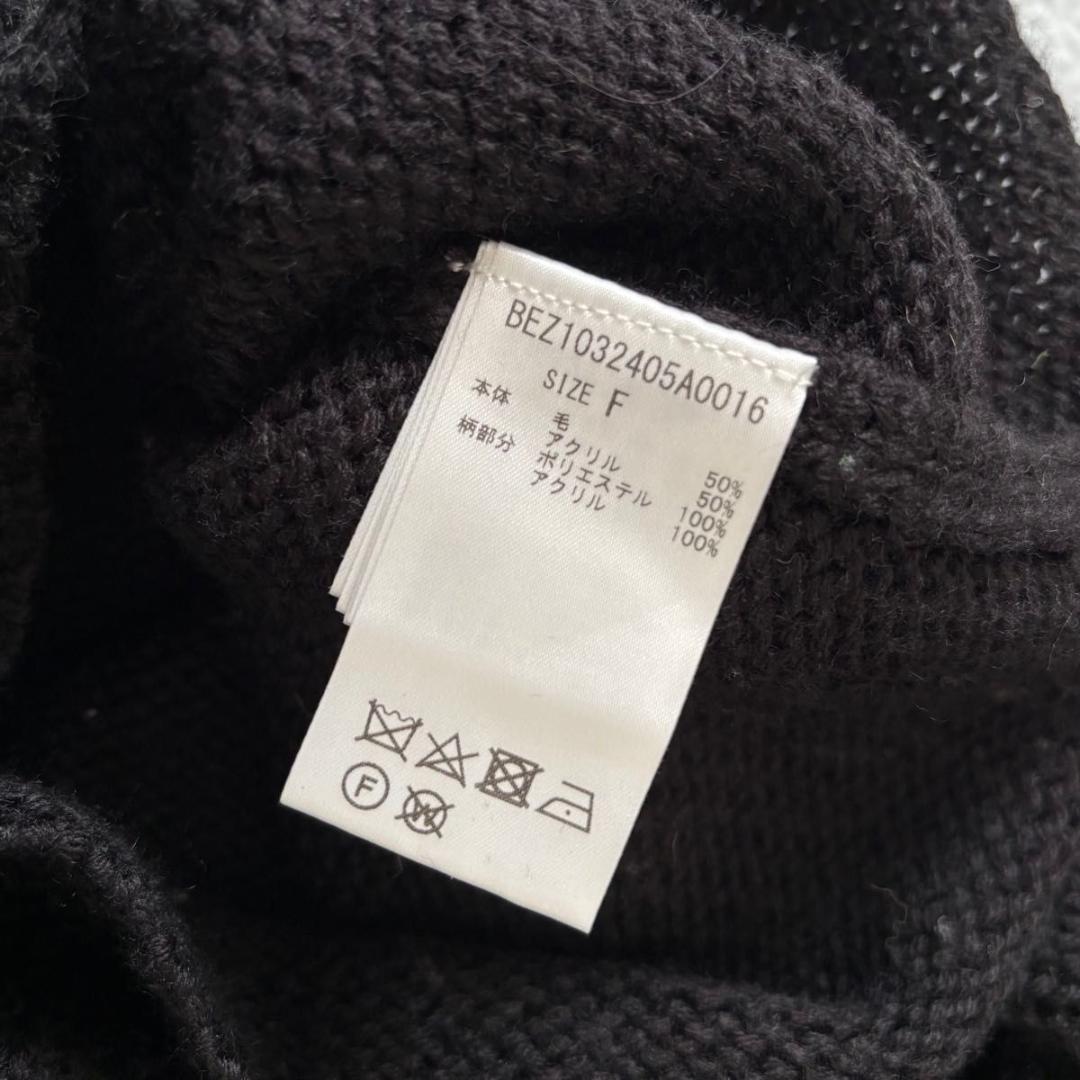 BEZ1032405A0016
SIZE F
本体 毛 50%
アクリル 50%
柄部分 ポリエステル 100%
アクリル 100%
F W